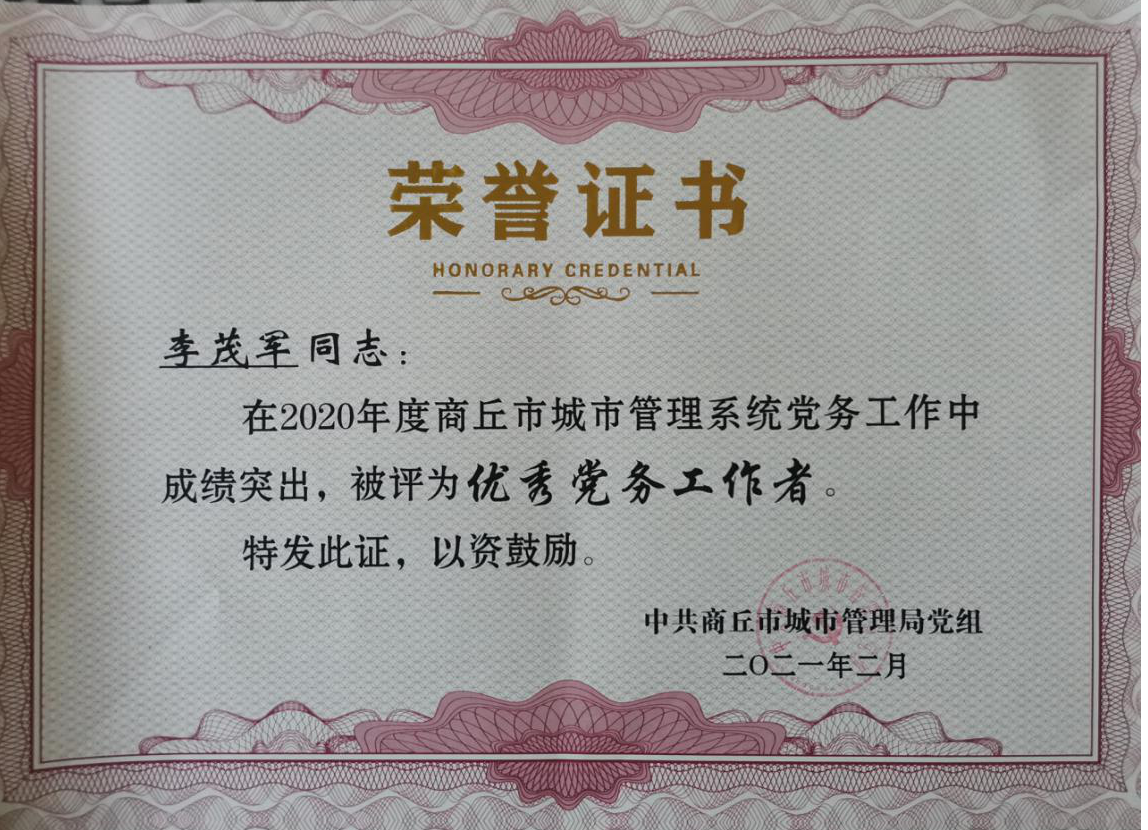 荣誉证书
HONORARY CREDENTIAL
李茂军同志：
在2020年度商丘市城市管理系统党务工作中
成绩突出，被评为优秀党务工作者。
特发此证，以资鼓励。
中共商丘市城市管理局党组
二〇二一年二月